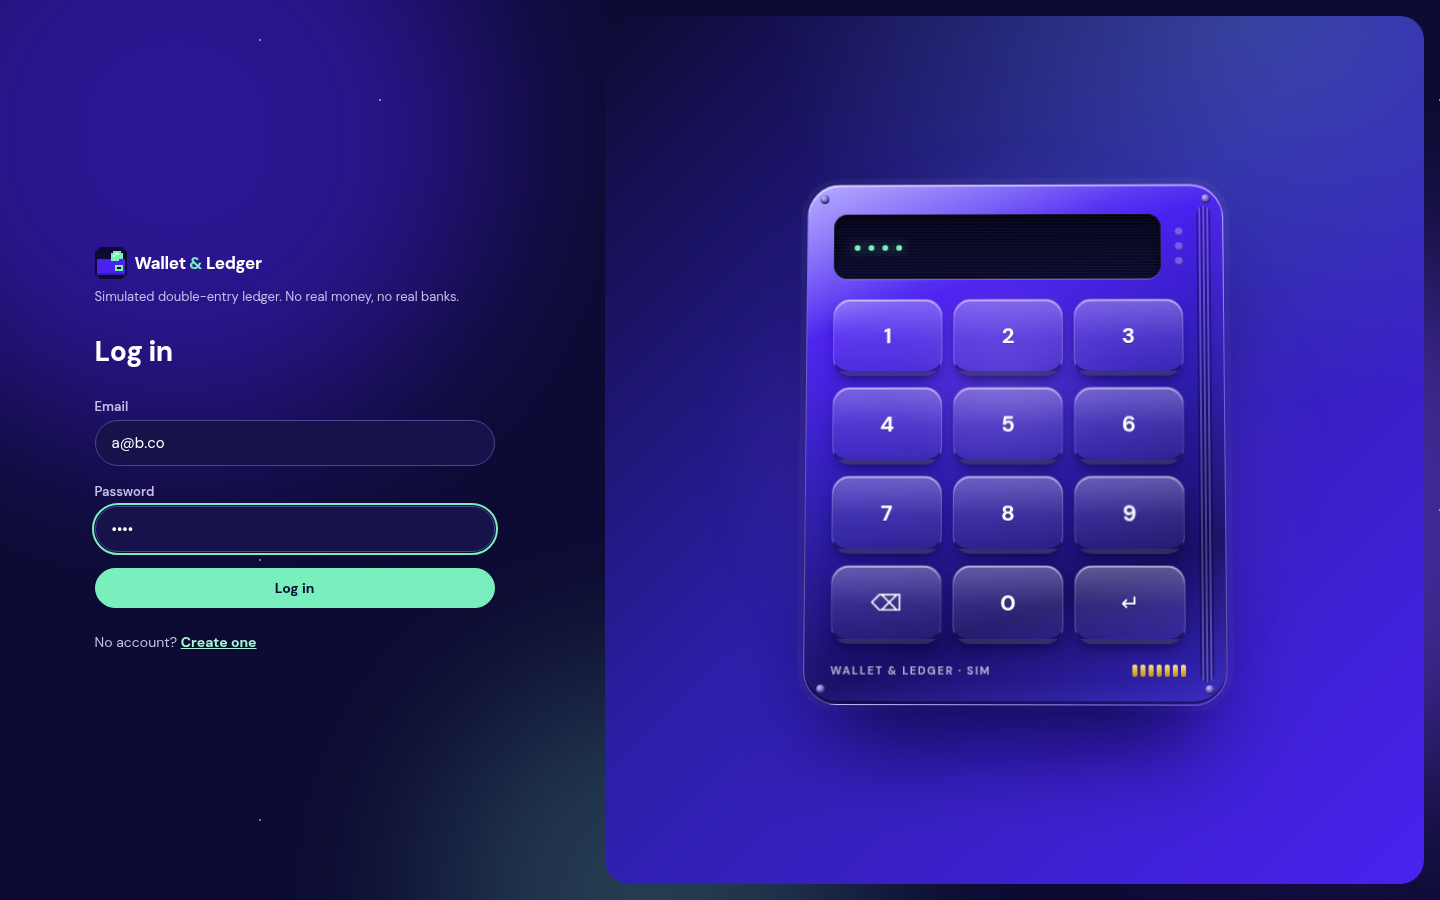 Wallet & Ledger
Simulated double-entry ledger. No real money, no real banks.
Log in
Email
a@b.co
Password
••••
Log in
No account? Create one
••••
1 2 3
4 5 6
7 8 9
⌫ 0 ↵
WALLET & LEDGER · SIM